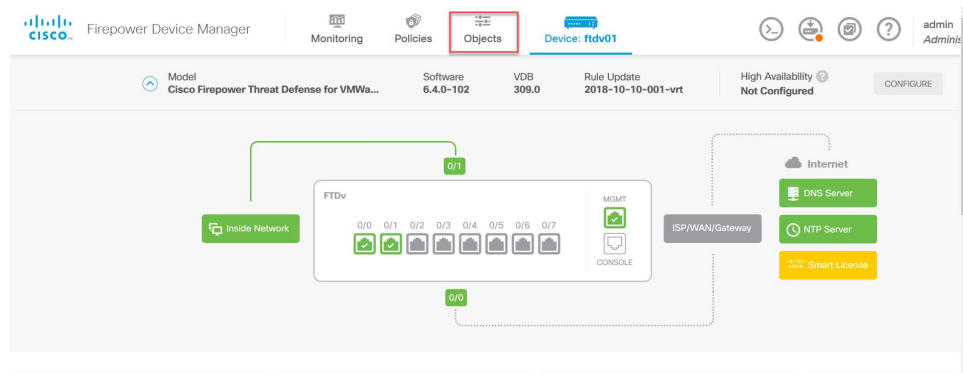 CISCO Firepower Device Manager
Monitoring
Policies
Objects
Device: ftdv01
>_
?
admin
Adminis
Model
Cisco Firepower Threat Defense for VMWa...
Software
6.4.0-102
VDB
309.0
Rule Update
2018-10-10-001-vrt
High Availability ?
Not Configured
CONFIGURE
0/1
Internet
FTDv
MGMT
DNS Server
Inside Network
0/0 0/1 0/2 0/3 0/4 0/5 0/6 0/7
ISP/WAN/Gateway
NTP Server
CONSOLE
Smart License
0/0